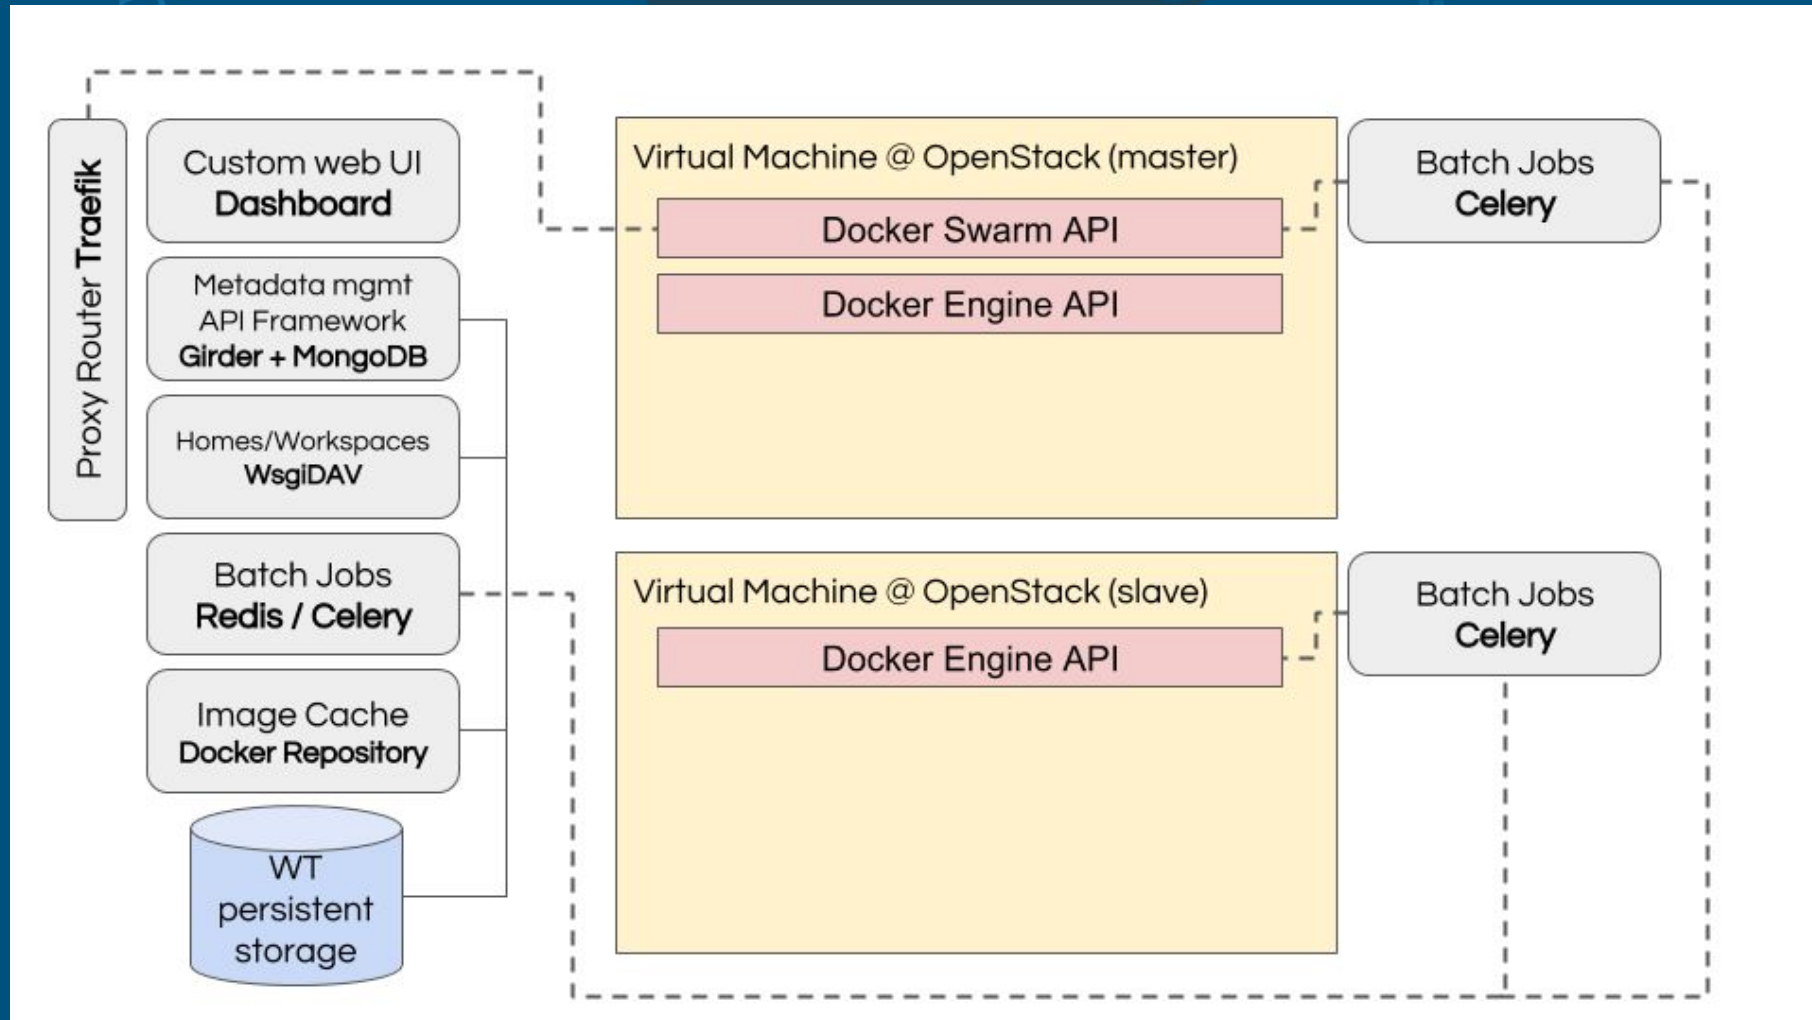 Proxy Router Traefik
Custom web UI
Dashboard
Metadata mgmt
API Framework
Girder + MongoDB
Homes/Workspaces
WsgiDAV
Batch Jobs
Redis / Celery
Image Cache
Docker Repository
WT
persistent
storage
Virtual Machine @ OpenStack (master)
Docker Swarm API
Docker Engine API
Batch Jobs
Celery
Virtual Machine @ OpenStack (slave)
Docker Engine API
Batch Jobs
Celery